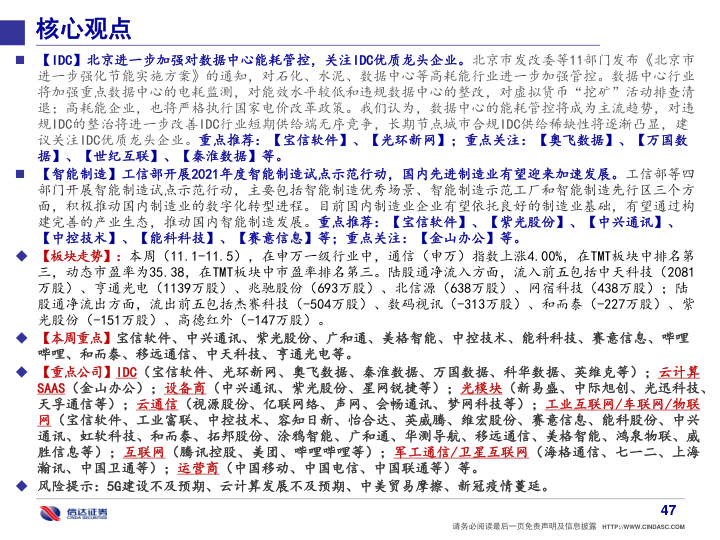 核心观点
【IDC】北京进一步加强对数据中心能耗管控，关注IDC优质龙头企业。北京市发改委等11部门发布《北京市
进一步强化节能实施方案》的通知，对石化、水泥、数据中心等高耗能行业进一步加强管控。数据中心行业
将加强重点数据中心的电耗监测，对能效水平较低和违规数据中心的整改，对虚拟货币“挖矿”活动排查清
退；高耗能企业，也将严格执行国家电价改革政策。我们认为，数据中心的能耗管控将成为主流趋势，对违
规IDC的整治将进一步改善IDC行业短期供给端无序竞争，长期节点城市合规IDC供给稀缺性将逐渐凸显，建
议关注IDC优质龙头企业。重点推荐：【宝信软件】、【光环新网】；重点关注：【奥飞数据】、【万国数
据】、【世纪互联】、【秦淮数据】等。
【智能制造】工信部开展2021年度智能制造试点示范行动，国内先进制造业有望迎来加速发展。工信部等四
部门开展智能制造试点示范行动，主要包括智能制造优秀场景、智能制造示范工厂和智能制造先行区三个方
面，积极推动国内制造业的数字化转型进程。目前国内制造业企业有望依托良好的制造业基础，有望通过构
建完善的产业生态，推动国内智能制造发展。重点推荐：【宝信软件】、【紫光股份】、【中兴通讯】、
【中控技术】、【能科科技】、【赛意信息】等；重点关注：【金山办公】等。
【板块走势】：本周（11.1-11.5），在申万一级行业中，通信（申万）指数上涨4.00%，在TMT板块中排名第
三，动态市盈率为35.38，在TMT板块中市盈率排名第三。陆股通净流入方面，流入前五包括中天科技（2081
万股）、亨通光电（1139万股）、兆驰股份（693万股）、北信源（638万股）、网宿科技（438万股）；陆
股通净流出方面，流出前五包括杰赛科技（-504万股）、数码视讯（-313万股）、和而泰（-227万股）、紫
光股份（-151万股）、高德红外（-147万股）。
【本周重点】宝信软件、中兴通讯、紫光股份、广和通、美格智能、中控技术、能科科技、赛意信息、哔哩
哔哩、和而泰、移远通信、中天科技、亨通光电等。
【重点公司】IDC（宝信软件、光环新网、奥飞数据、秦淮数据、万国数据、科华数据、英维克等）；云计算
SAAS（金山办公）；设备商（中兴通讯、紫光股份、星网锐捷等）；光模块（新易盛、中际旭创、光迅科技、
天孚通信等）；云通信（视源股份、亿联网络、声网、会畅通讯、梦网科技等）；工业互联网/车联网/物联
网（宝信软件、工业富联、中控技术、容知日新、怡合达、英威腾、维宏股份、赛意信息、能科股份、中兴
通讯、虹软科技、和而泰、拓邦股份、涂鸦智能、广和通、华测导航、移远通信、美格智能、鸿泉物联、威
胜信息等）；互联网（腾讯控股、美团、哔哩哔哩等）；军工通信/卫星互联网（海格通信、七一二、上海
瀚讯、中国卫通等）；运营商（中国移动、中国电信、中国联通等）等。
风险提示：5G建设不及预期、云计算发展不及预期、中美贸易摩擦、新冠疫情蔓延。
信达证券
CINDA SECURITIES
47
请务必阅读最后一页免责声明及信息披露 HTTP://WWW.CINDASC.COM